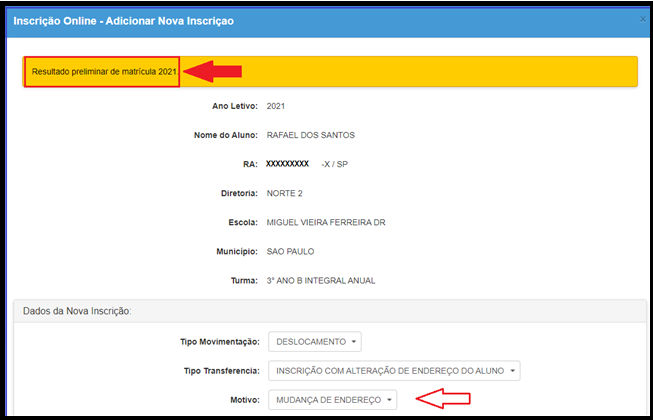 Inscrição Online - Adicionar Nova Inscriçao
×
Resultado preliminar de matrícula 2021.
Ano Letivo: 2021
Nome do Aluno: RAFAEL DOS SANTOS
RA: XXXXXXXXX -X / SP
Diretoria: NORTE 2
Escola: MIGUEL VIEIRA FERREIRA DR
Município: SAO PAULO
Turma: 3° ANO B INTEGRAL ANUAL
Dados da Nova Inscrição:
Tipo Movimentação: DESLOCAMENTO
Tipo Transferencia: INSCRIÇÃO COM ALTERAÇÃO DE ENDEREÇO DO ALUNO
Motivo: MUDANÇA DE ENDEREÇO